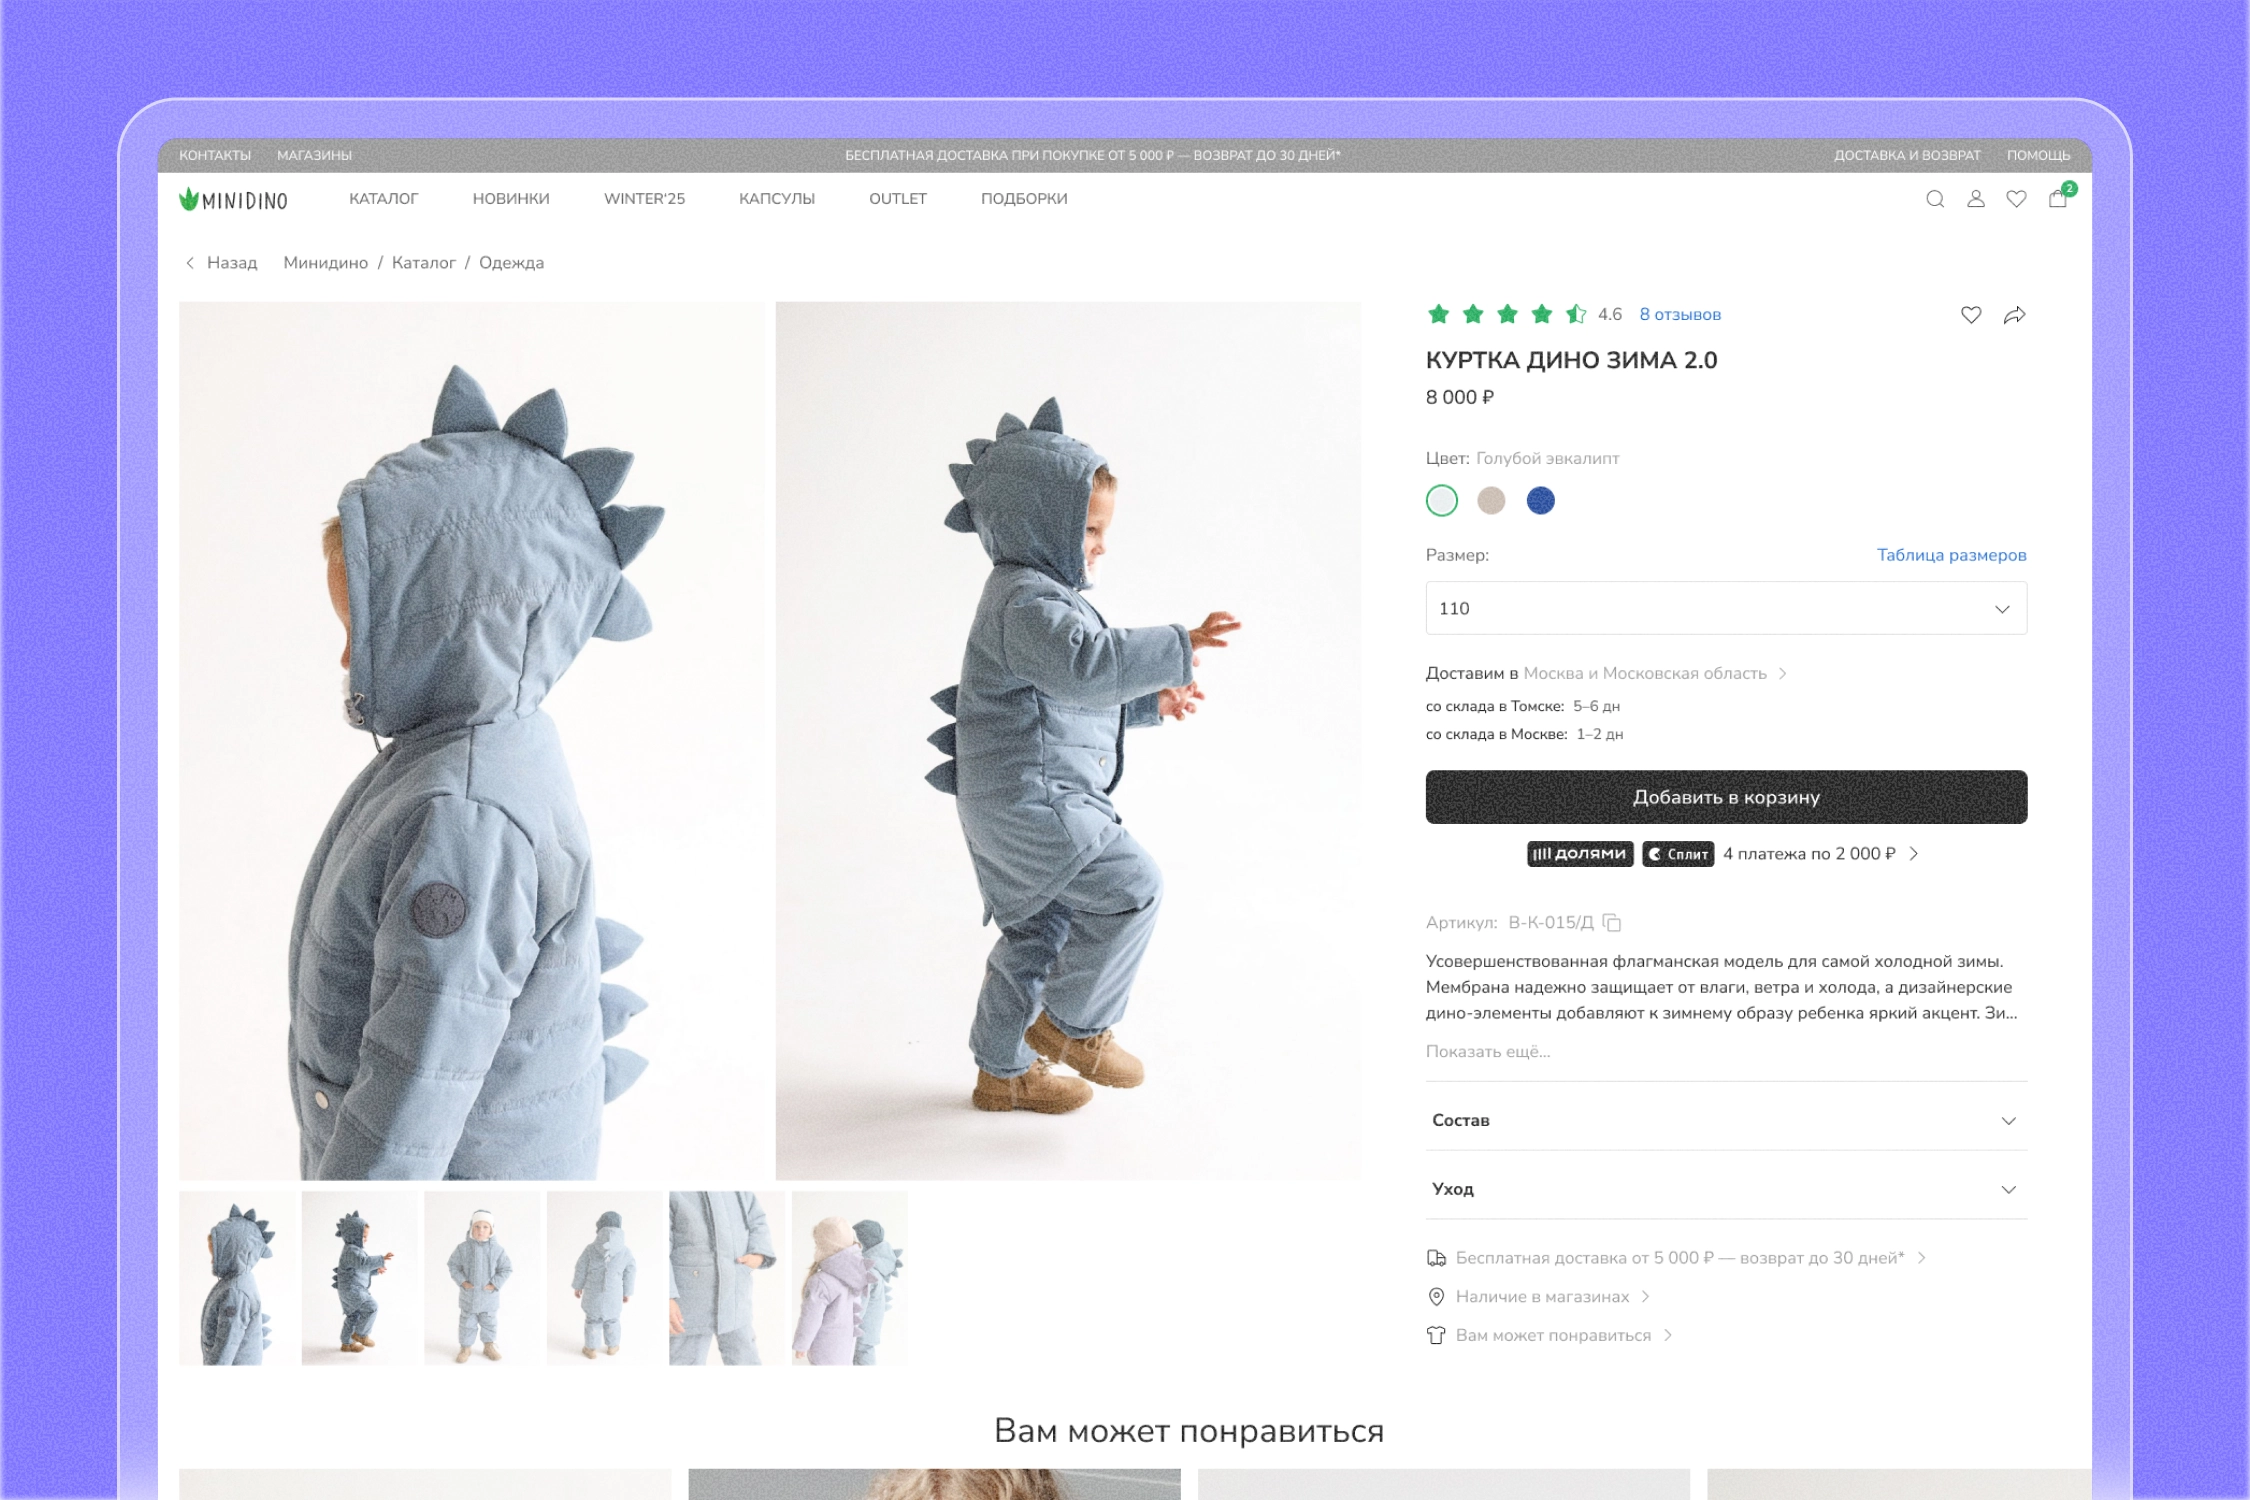 КОНТАКТЫ МАГАЗИНЫ БЕСПЛАТНАЯ ДОСТАВКА ПРИ ПОКУПКЕ ОТ 5 000 ₽ — ВОЗВРАТ ДО 30 ДНЕЙ* ДОСТАВКА И ВОЗВРАТ ПОМОЩЬ
MINIDINO КАТАЛОГ НОВИНКИ WINTER'25 КАПСУЛЫ OUTLET ПОДБОРКИ 2
Назад Минидино / Каталог / Одежда
4.6 8 отзывов
КУРТКА ДИНО ЗИМА 2.0
8 000 ₽
Цвет: Голубой эвкалипт
Размер: Таблица размеров
110
Доставим в Москва и Московская область
со склада в Томске: 5–6 дн
со склада в Москве: 1–2 дн
Добавить в корзину
долями Сплит 4 платежа по 2 000 ₽
Артикул: В-К-015/Д
Усовершенствованная флагманская модель для самой холодной зимы.
Мембрана надежно защищает от влаги, ветра и холода, а дизайнерские
дино-элементы добавляют к зимнему образу ребенка яркий акцент. Зи...
Показать ещё...
Состав
Уход
Бесплатная доставка от 5 000 ₽ — возврат до 30 дней*
Наличие в магазинах
Вам может понравиться
Вам может понравиться